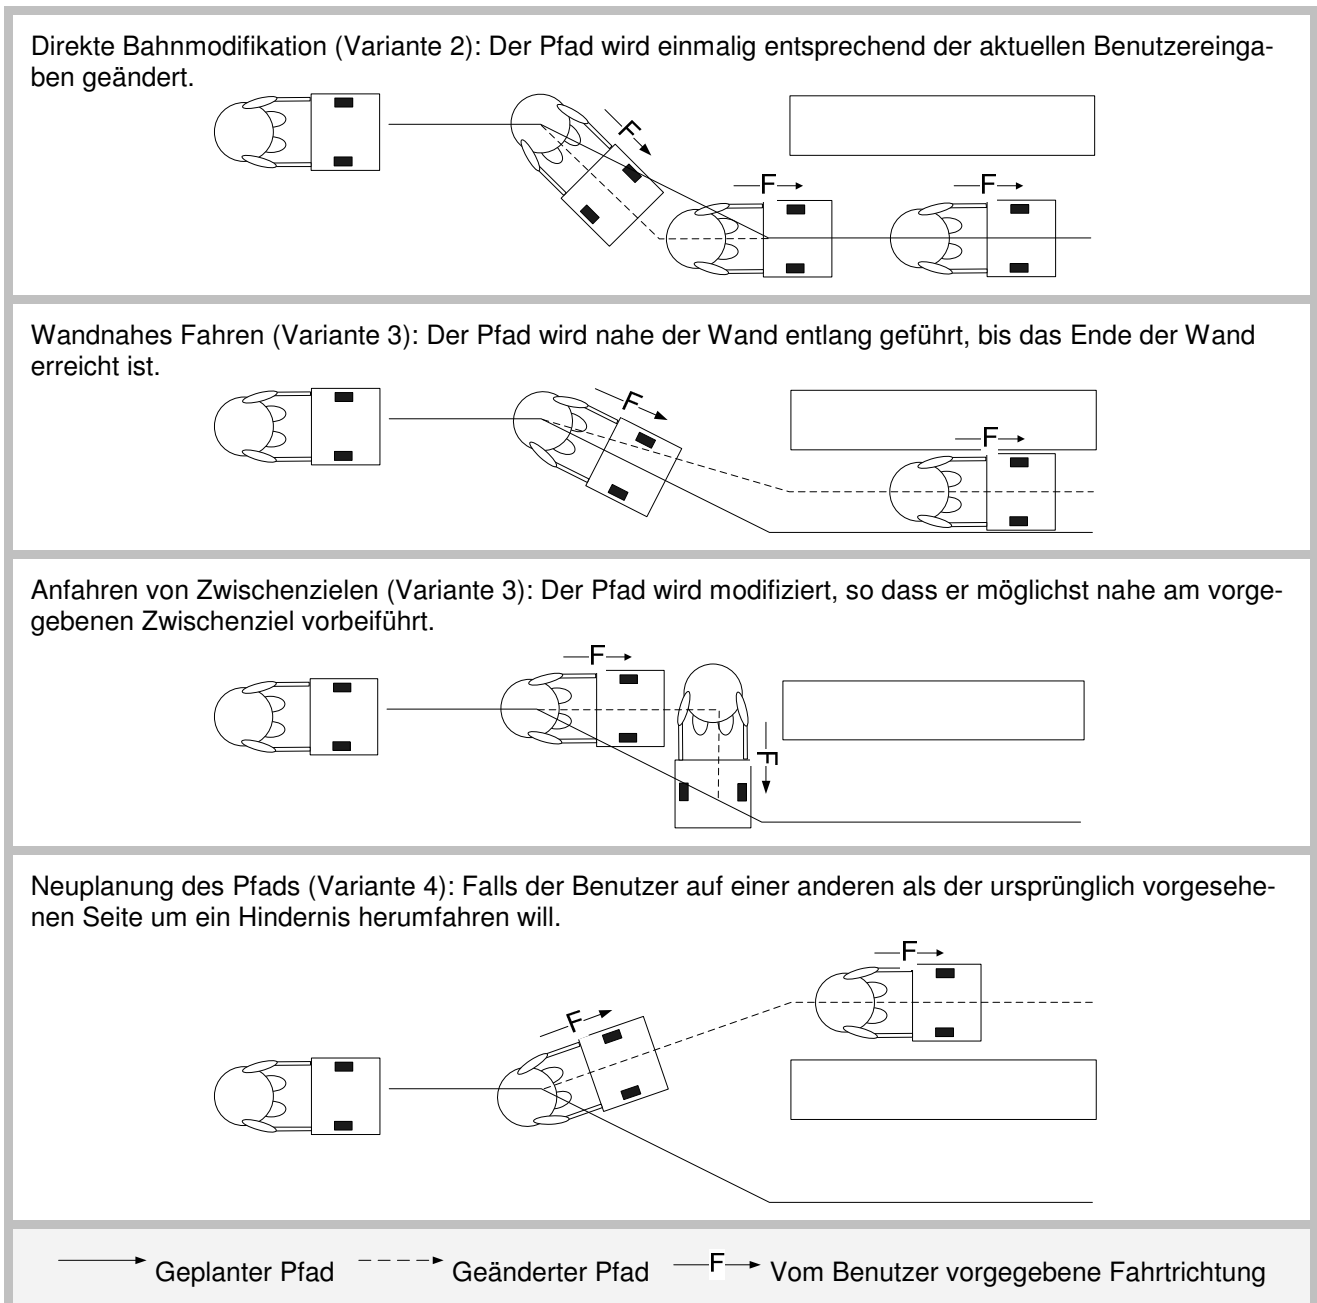 Direkte Bahnmodifikation (Variante 2): Der Pfad wird einmalig entsprechend der aktuellen Benutzereinga-
ben geändert.
F
F
F
Wandnahes Fahren (Variante 3): Der Pfad wird nahe der Wand entlang geführt, bis das Ende der Wand
erreicht ist.
F
F
Anfahren von Zwischenzielen (Variante 3): Der Pfad wird modifiziert, so dass er möglichst nahe am vorge-
gebenen Zwischenziel vorbeiführt.
F
F
Neuplanung des Pfads (Variante 4): Falls der Benutzer auf einer anderen als der ursprünglich vorgesehe-
nen Seite um ein Hindernis herumfahren will.
F
F
Geplanter Pfad Geänderter Pfad F Vom Benutzer vorgegebene Fahrtrichtung